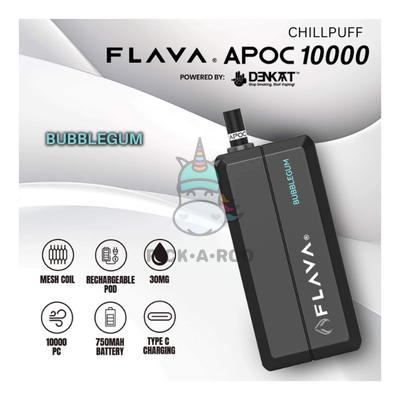 CHILLPUFF
FLAVA® APOC 10000
POWERED BY: DENKAT
Stop Smoking, Start Vaping!
BUBBLEGUM
APOC
BUBBLEGUM
FLAVA®
PICK·A·ROO
MESH COIL
RECHARGEABLE POD
30MG
10000 PC
750MAH BATTERY
TYPE C CHARGING